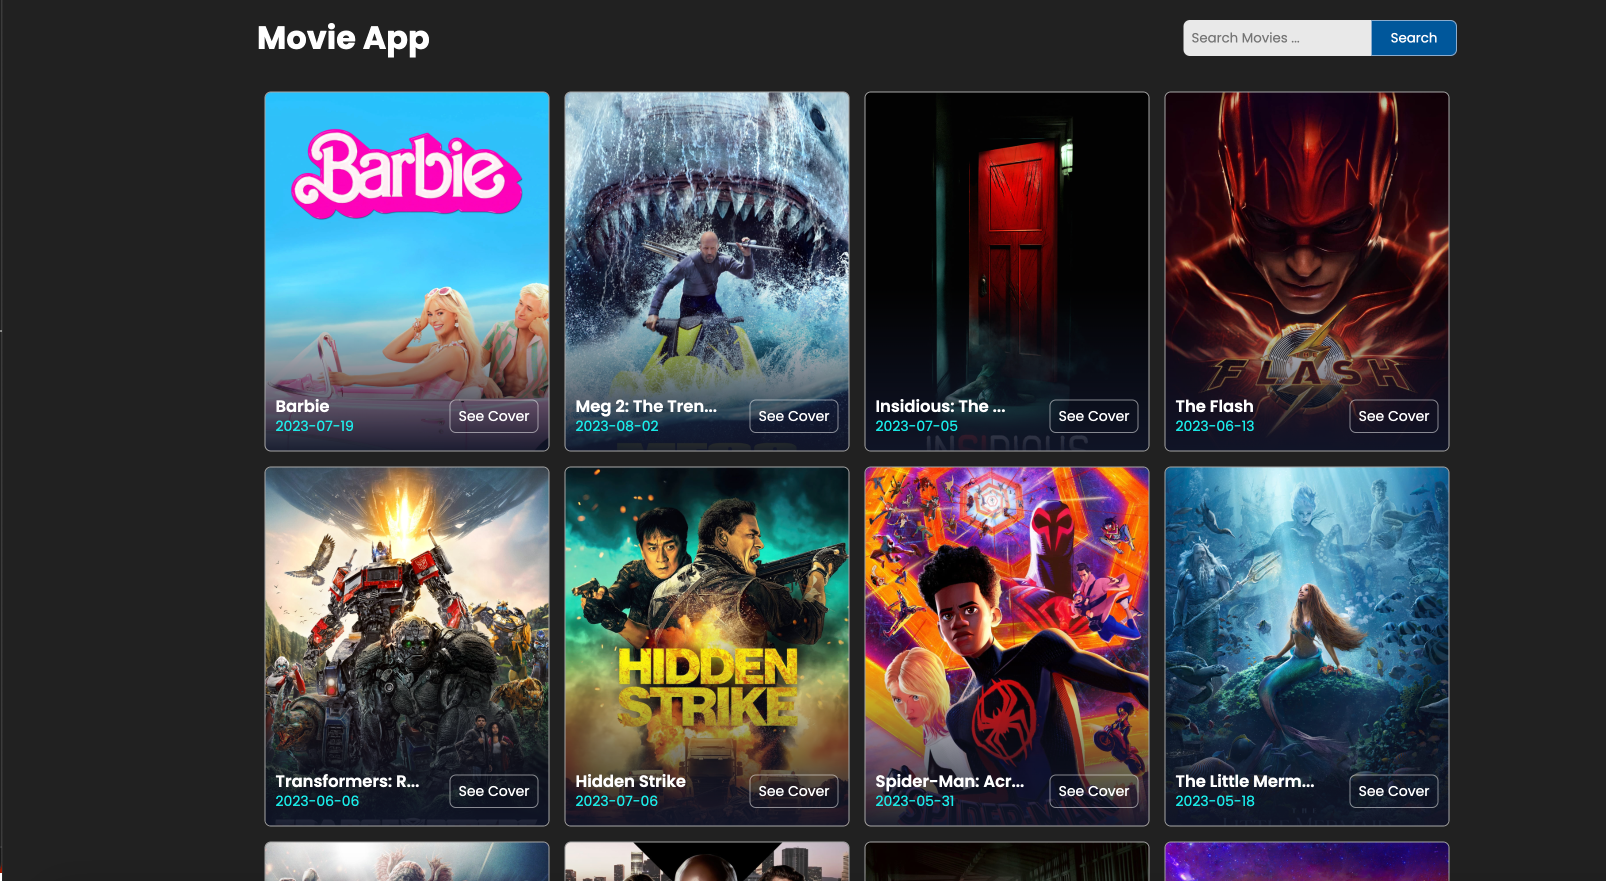 Movie App
Search Movies ...
Search
Barbie
Barbie
2023-07-19
See Cover
Meg 2: The Tren...
2023-08-02
See Cover
Insidious: The ...
2023-07-05
See Cover
INSIDIOUS
FLASH
The Flash
2023-06-13
See Cover
Transformers: R...
2023-06-06
See Cover
HIDDEN
STRIKE
Hidden Strike
2023-07-06
See Cover
Spider-Man: Acr...
2023-05-31
See Cover
SPIDER-MAN
The Little Merm...
2023-05-18
See Cover